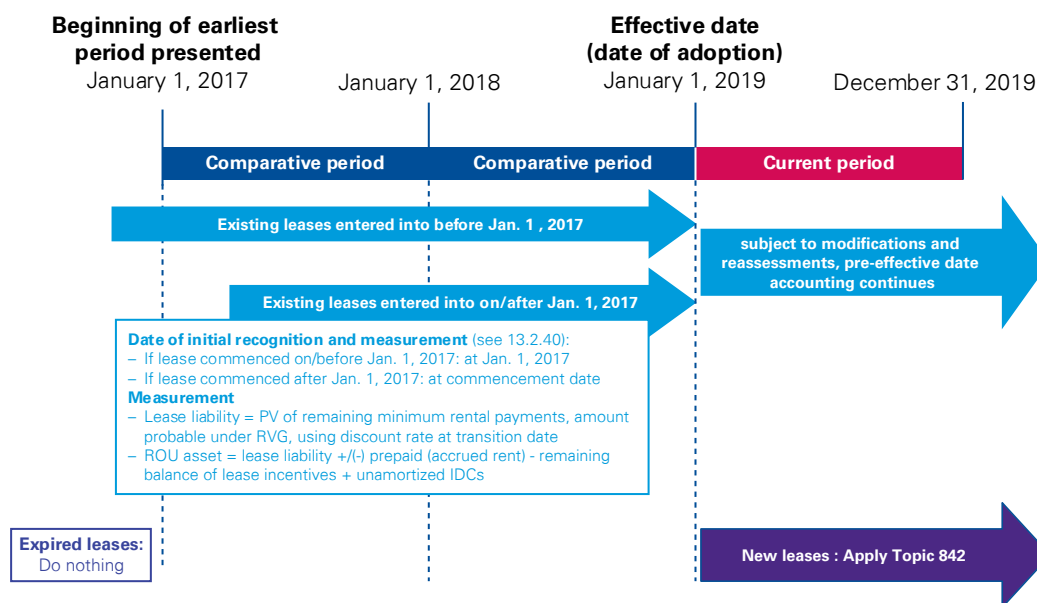 Beginning of earliest
period presented
January 1, 2017
January 1, 2018
Effective date
(date of adoption)
January 1, 2019
December 31, 2019
Comparative period
Comparative period
Current period
Existing leases entered into before Jan. 1 , 2017
subject to modifications and
reassessments, pre-effective date
accounting continues
Existing leases entered into on/after Jan. 1, 2017
Date of initial recognition and measurement (see 13.2.40):
– If lease commenced on/before Jan. 1, 2017: at Jan. 1, 2017
– If lease commenced after Jan. 1, 2017: at commencement date
Measurement
– Lease liability = PV of remaining minimum rental payments, amount
probable under RVG, using discount rate at transition date
– ROU asset = lease liability +/(-) prepaid (accrued rent) - remaining
balance of lease incentives + unamortized IDCs
Expired leases:
Do nothing
New leases : Apply Topic 842